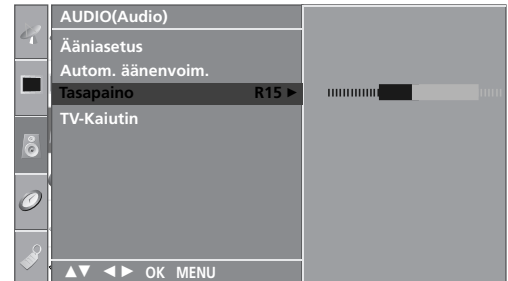 AUDIO(Audio)
Ääniasetus
Autom. äänenvoim.
Tasapaino R15 ►
TV-Kaiutin
▲▼ ◄► OK MENU